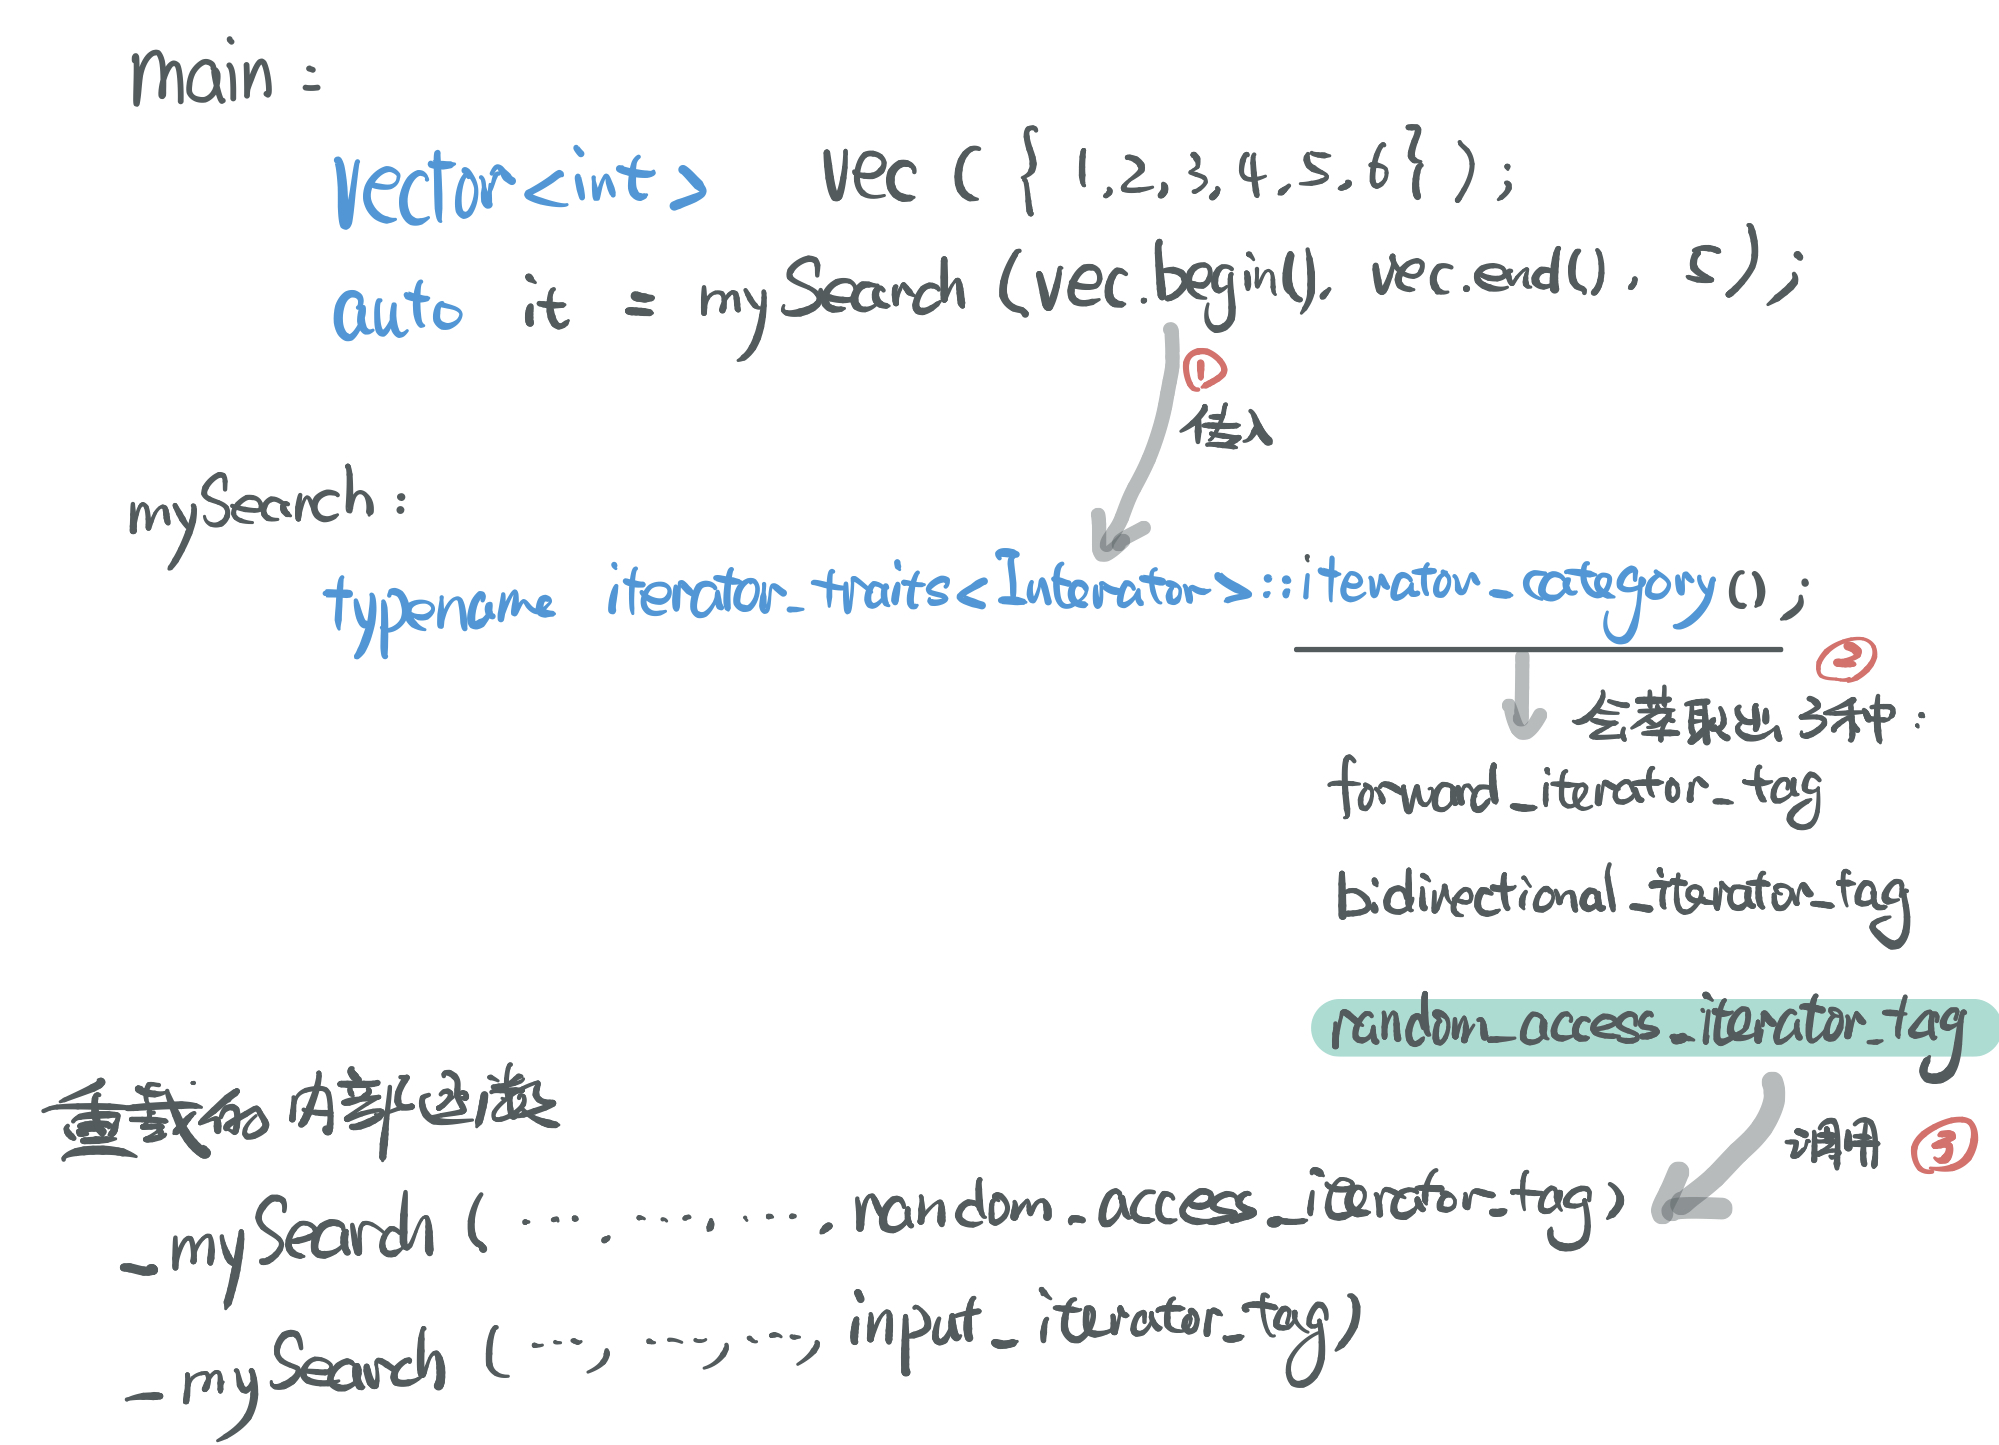 main :
vector<int> vec ( { 1,2,3,4,5,6 } ) ;
auto it = mySearch (vec.begin(), vec.end(), 5) ;
①
传入
mySearch :
typename iterator_traits<Interator>::iterator_category() ;
②
会萃取出3种 :
forward_iterator_tag
bidirectional_iterator_tag
random_access_iterator_tag
调用 ③
重载的内部函数
_mySearch ( ..., ..., ..., random_access_iterator_tag)
_mySearch ( ..., ..., ..., input_iterator_tag)